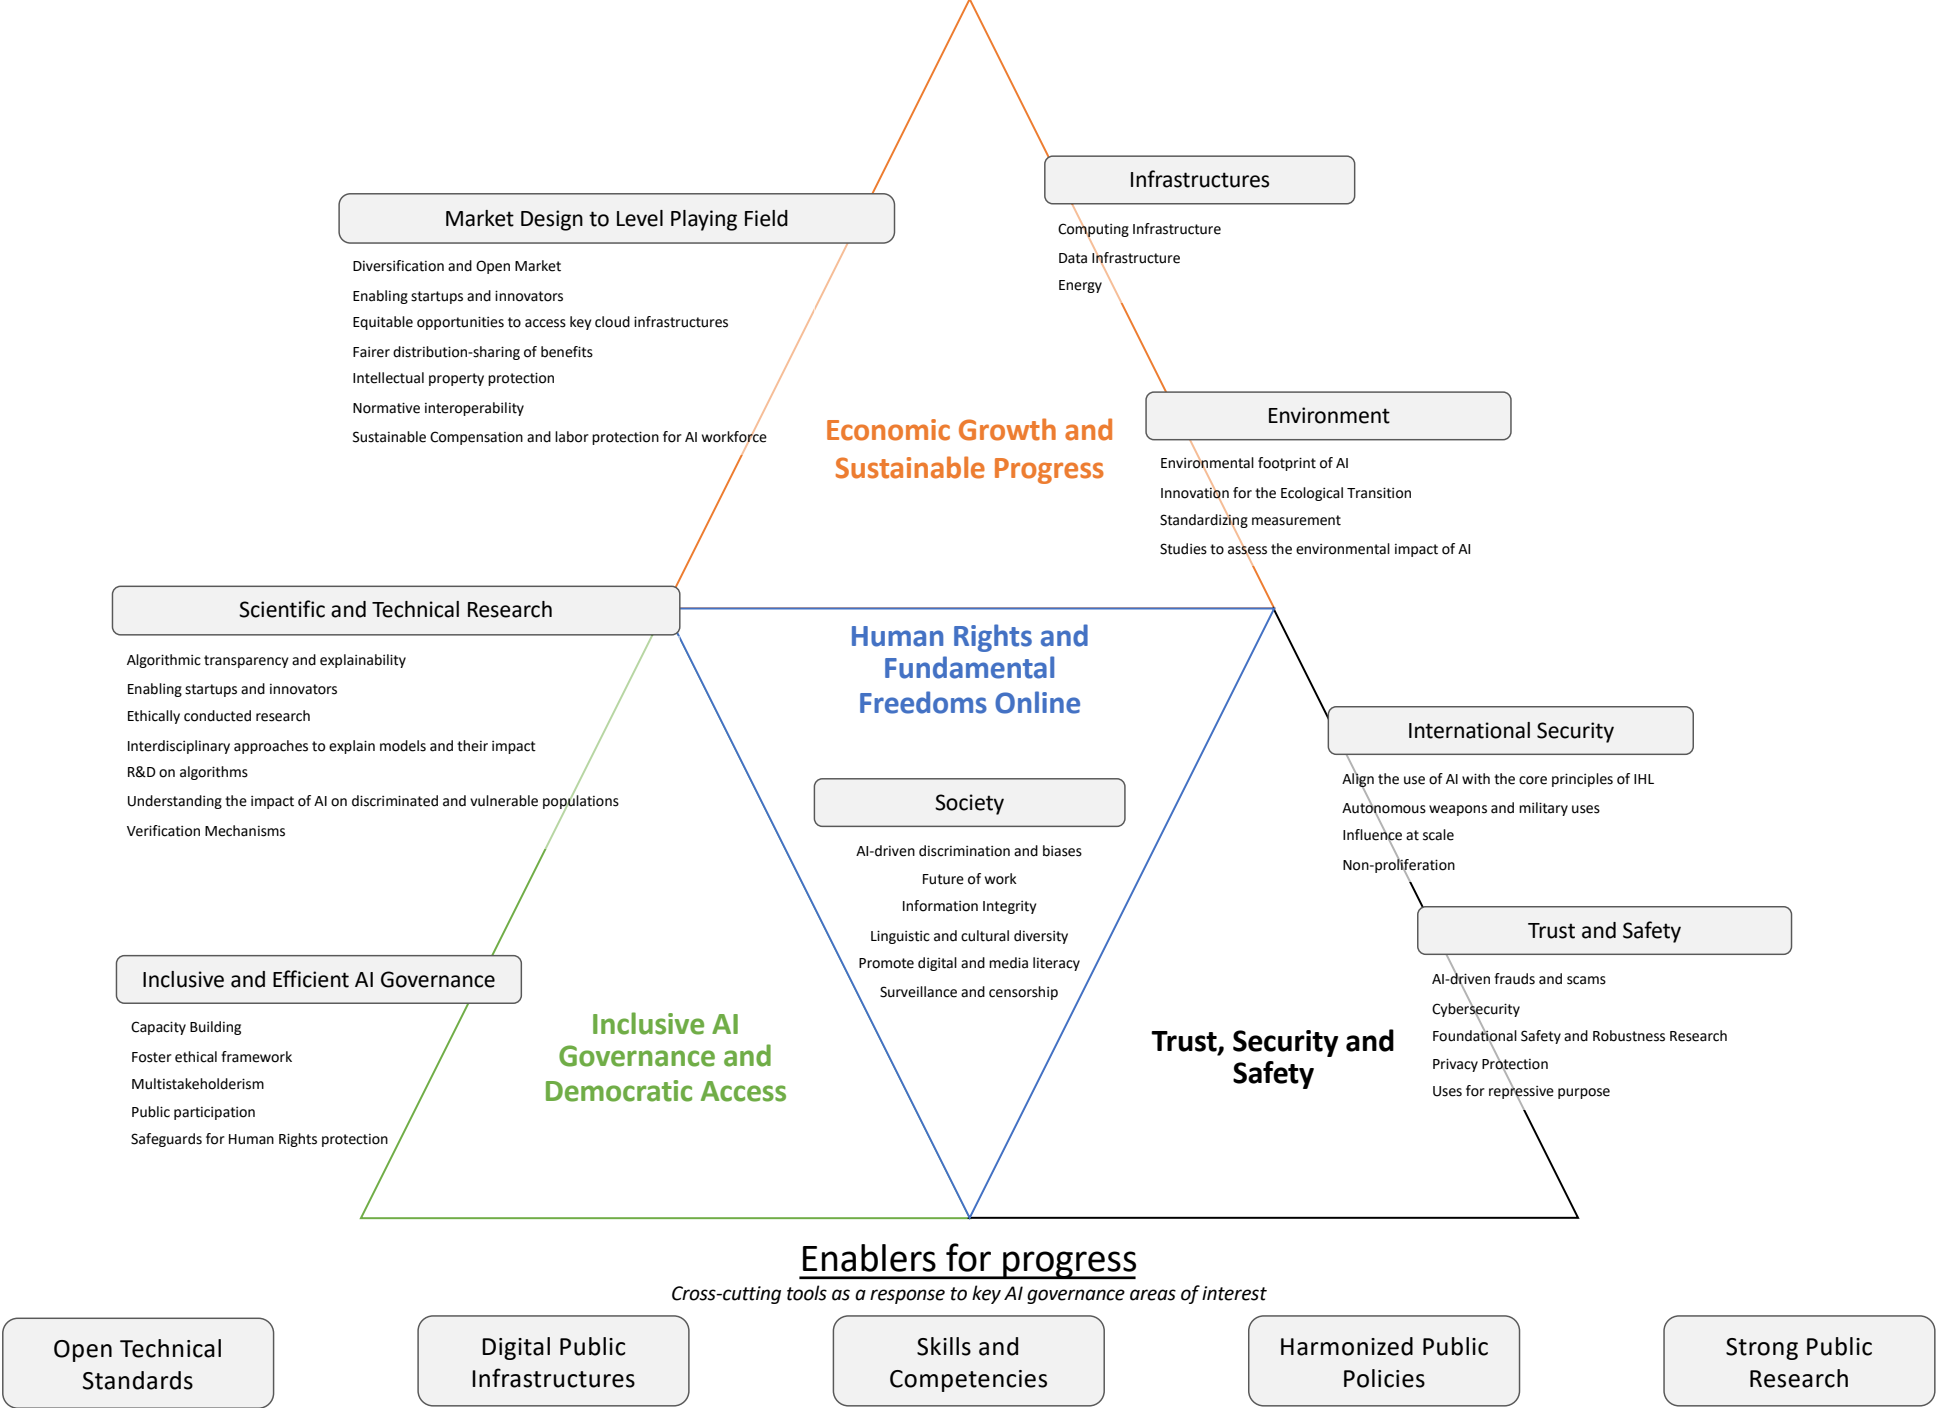 Infrastructures
Computing Infrastructure
Data Infrastructure
Energy
Market Design to Level Playing Field
Diversification and Open Market
Enabling startups and innovators
Equitable opportunities to access key cloud infrastructures
Fairer distribution-sharing of benefits
Intellectual property protection
Normative interoperability
Sustainable Compensation and labor protection for AI workforce
Economic Growth and
Sustainable Progress
Environment
Environmental footprint of AI
Innovation for the Ecological Transition
Standardizing measurement
Studies to assess the environmental impact of AI
Scientific and Technical Research
Algorithmic transparency and explainability
Enabling startups and innovators
Ethically conducted research
Interdisciplinary approaches to explain models and their impact
R&D on algorithms
Understanding the impact of AI on discriminated and vulnerable populations
Verification Mechanisms
Human Rights and
Fundamental
Freedoms Online
Society
AI-driven discrimination and biases
Future of work
Information Integrity
Linguistic and cultural diversity
Promote digital and media literacy
Surveillance and censorship
International Security
Align the use of AI with the core principles of IHL
Autonomous weapons and military uses
Influence at scale
Non-proliferation
Trust and Safety
AI-driven frauds and scams
Cybersecurity
Foundational Safety and Robustness Research
Privacy Protection
Uses for repressive purpose
Inclusive and Efficient AI Governance
Capacity Building
Foster ethical framework
Multistakeholderism
Public participation
Safeguards for Human Rights protection
Inclusive AI
Governance and
Democratic Access
Trust, Security and
Safety
Enablers for progress
Cross-cutting tools as a response to key AI governance areas of interest
Open Technical
Standards
Digital Public
Infrastructures
Skills and
Competencies
Harmonized Public
Policies
Strong Public
Research